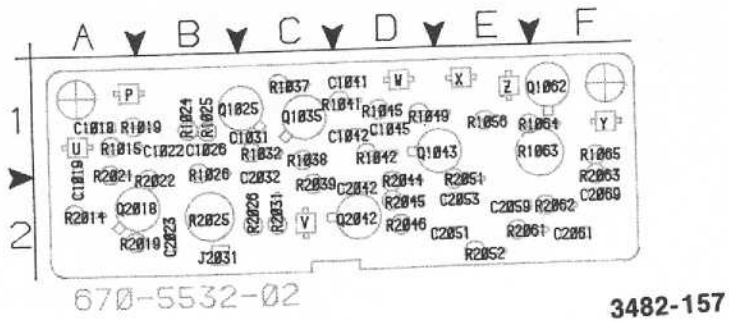 A B C D E F
1
2
P W X Z Q1062
R1037 C1041
Q1025 Q1035 R1041 R1045 R1049 R1056 R1064 Y
R1024 R1025
C1018 R1019 C1031 C1042 C1045
U R1015 C1022 C1026 R1032 R1038 R1042 Q1043 R1063 R1065
C1019 R2021 R2022 R1026 C2032 R2039 C2042 R2044 R2051 R2063
R2014 Q2018 R2025 R2026 R2031 V Q2042 R2045 C2053 C2059 R2062 C2069
R2019 C2023 R2046 C2051 R2061 C2061
J2031 R2052
670-5532-02
3482-157